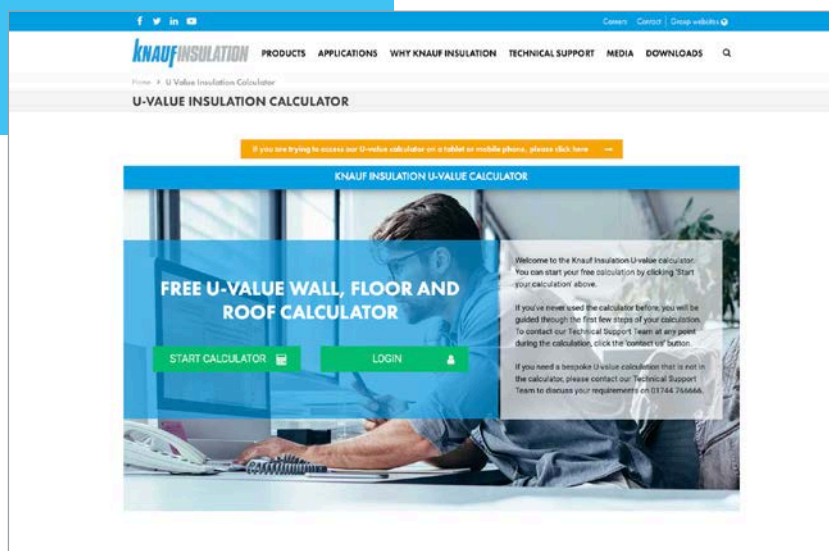 Careers Contact | Group websites
KNAUFINSULATION
PRODUCTS APPLICATIONS WHY KNAUF INSULATION TECHNICAL SUPPORT MEDIA DOWNLOADS
Home > U Value Insulation Calculator
U-VALUE INSULATION CALCULATOR
If you are trying to access our U-value calculator on a tablet or mobile phone, please click here
KNAUF INSULATION U-VALUE CALCULATOR
FREE U-VALUE WALL, FLOOR AND
ROOF CALCULATOR
START CALCULATOR
LOGIN
Welcome to the Knauf Insulation U-value calculator.
You can start your free calculation by clicking 'Start
your calculation' above.
If you've never used the calculator before, you will be
guided through the first few steps of your calculation.
To contact our Technical Support Team at any point
during the calculation, click the 'contact us' button.
If you need a bespoke U-value calculation that is not in
the calculator, please contact our Technical Support
Team to discuss your requirements on 01744 766666.